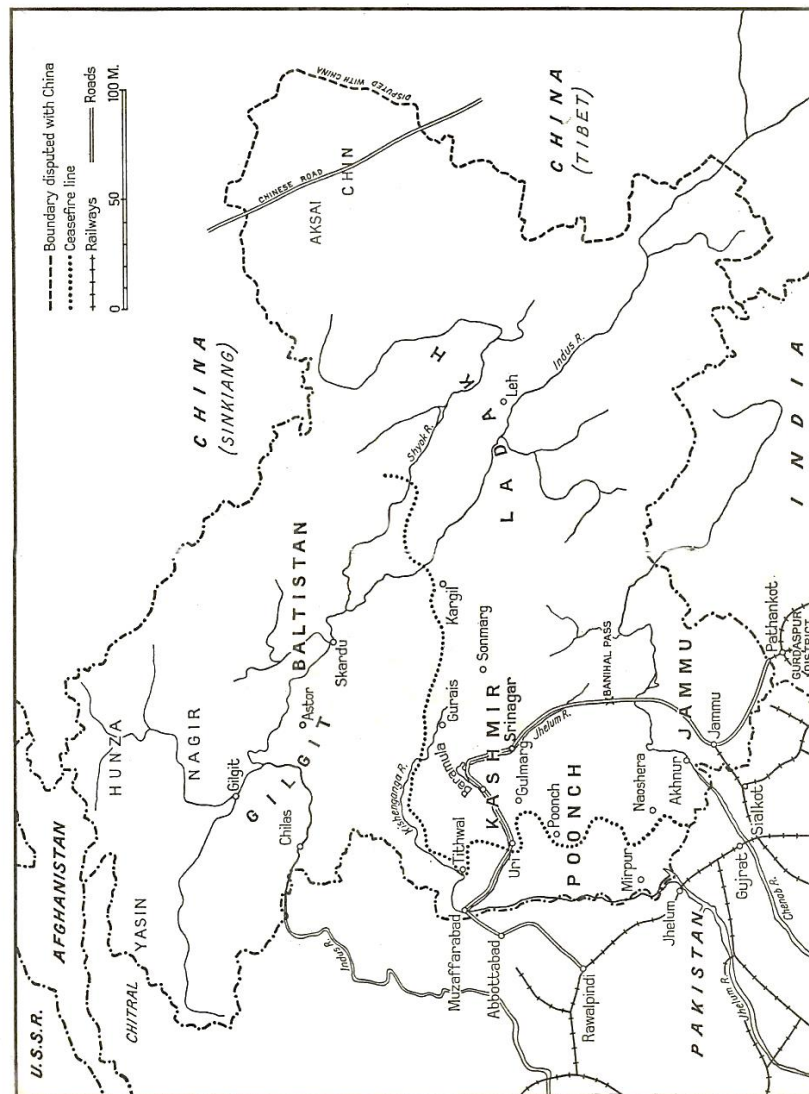 U.S.S.R.
AFGHANISTAN
CHITRAL
YASIN
HUNZA
NAGIR
Gilgit
GILGIT
Chilas
Astor
BALTISTAN
Skardu
CHINA
(SINKIANG)
--- Boundary disputed with China
Ceasefire line
Railways
Roads
0 50 100 M.
DISPUTED WITH CHINA
CHINESE ROAD
AKSAI
CHIN
CHINA
(TIBET)
Shyok R.
LADAKH
Leh
Indus R.
Indus R.
Kishenganga R.
Gurais
Kargil
Sonmarg
Tithwal
Baramula
KASHMIR
Srinagar
Gulmarg
Jhelum R.
Uri
Muzaffarabad
Abbottabad
Rawalpindi
POONCH
Poonch
BANIHAL PASS
Naoshera
Mirpur
Akhnur
JAMMU
Jammu
Jhelum
Gujrat
Sialkot
Chenab R.
Jhelum R.
PAKISTAN
Pathankot
GURDASPUR
(DISTRICT)
INDIA